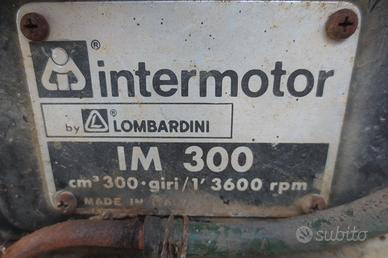 ® intermotor
by ® LOMBARDINI
IM 300
cm³ 300·giri/1' 3600 rpm
MADE IN ITALY
subito